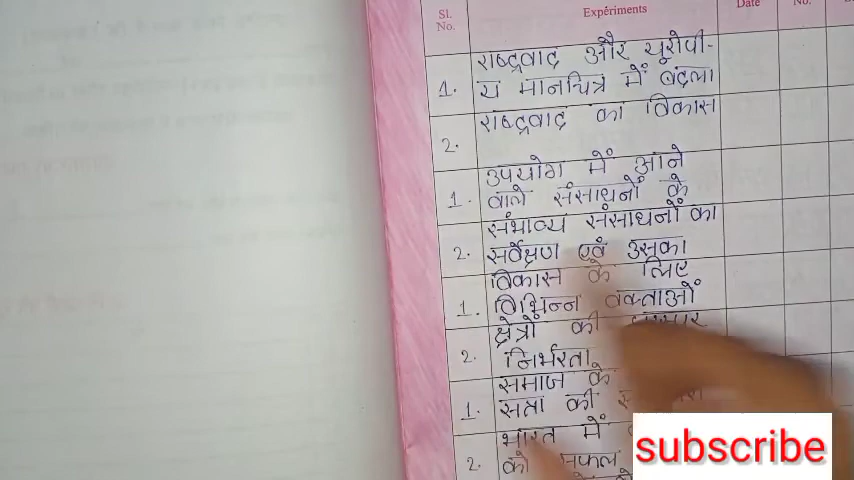 Sl. No.
Expériments
Date
No.
राष्ट्रवाद और यूरोपी-
1. य मानचित्र में बदला
राष्ट्रवाद का विकास
2.
उपयोग में आने
1. वाले संसाधनों के
संभाव्य संसाधनों का
2. सर्वेक्षण एवं उसका
विकास के लिए
1. विभिन्न वक्ताओं
क्षेत्रों की
2. निर्भरता
समाज के
1. सत्ता की
भारत में
2. को सफल
subscribe